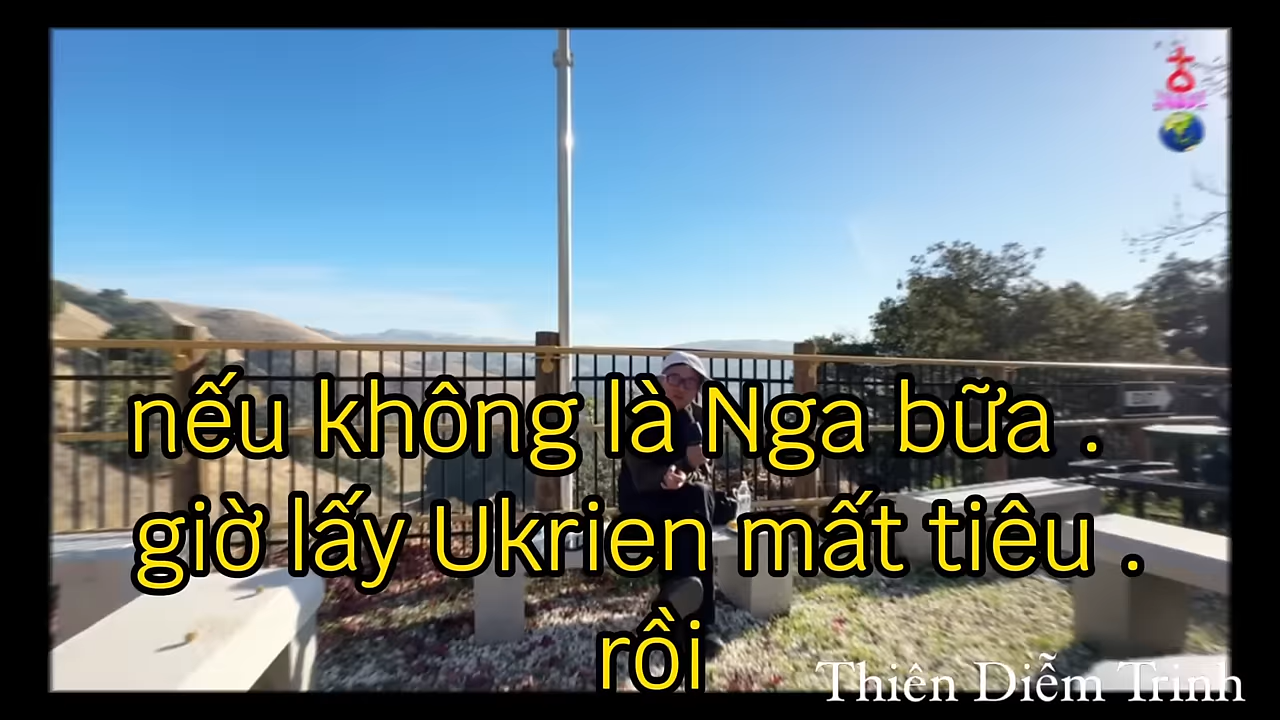 nếu không là Nga bữa .
giờ lấy Ukrien mất tiêu .
rồi
Thiên Diễm Trinh